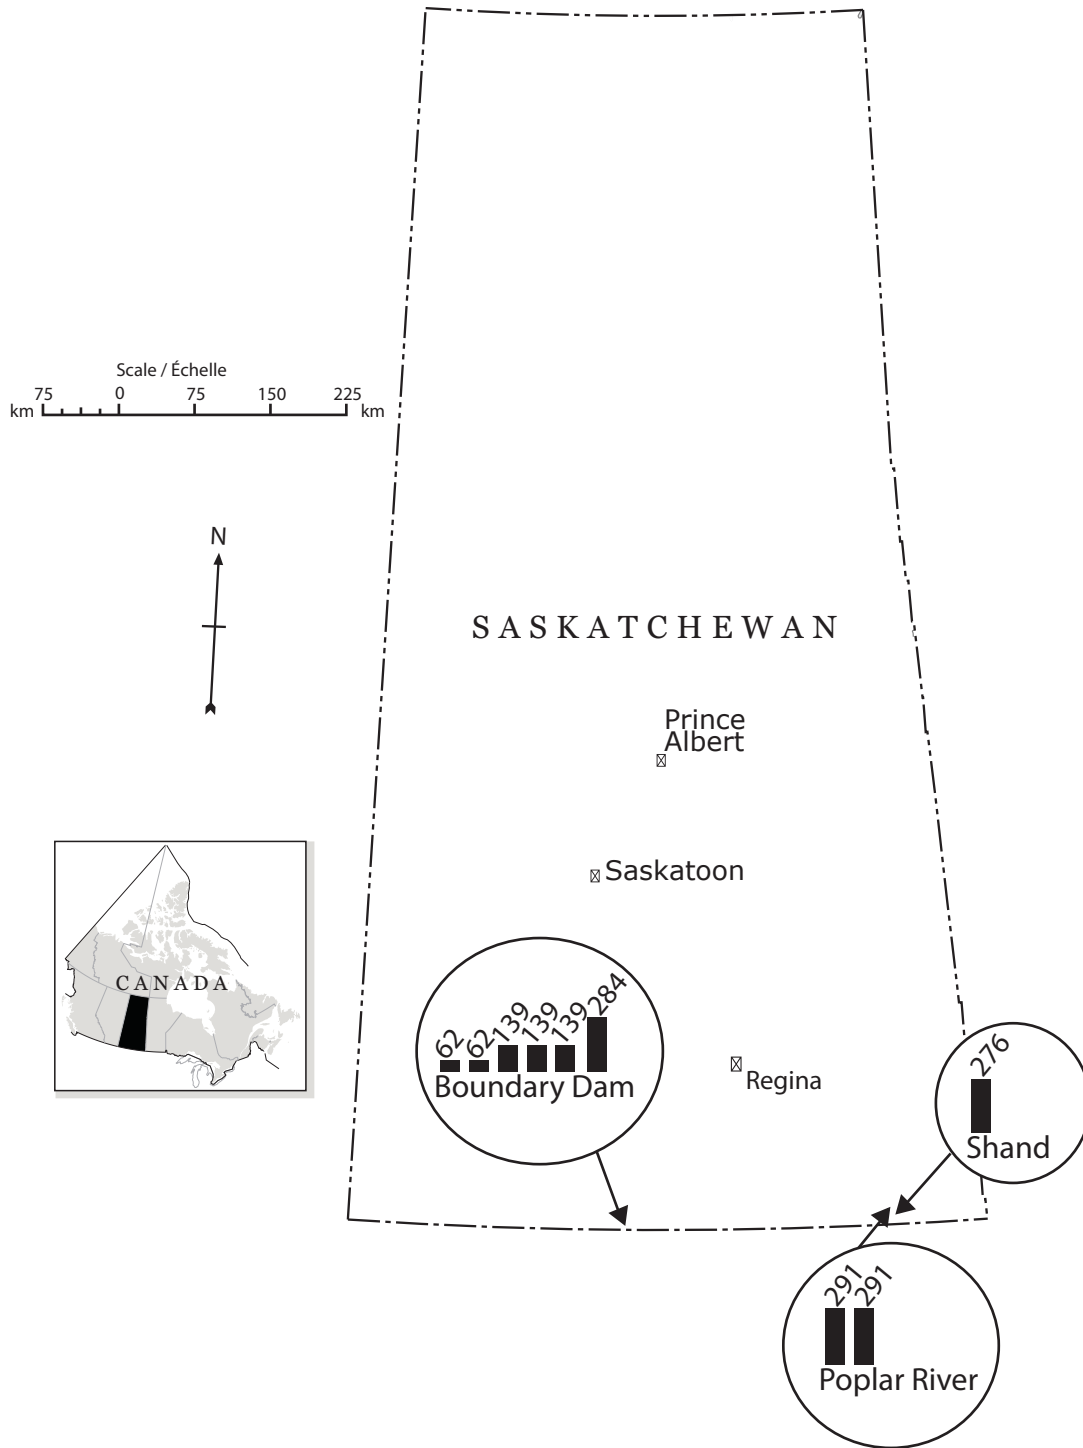 Scale / Échelle
75 0 75 150 225
km km
N
SASKATCHEWAN
Prince
Albert
Saskatoon
CANADA
62 62 139 139 139 284
Boundary Dam
Regina
276
Shand
291 291
Poplar River